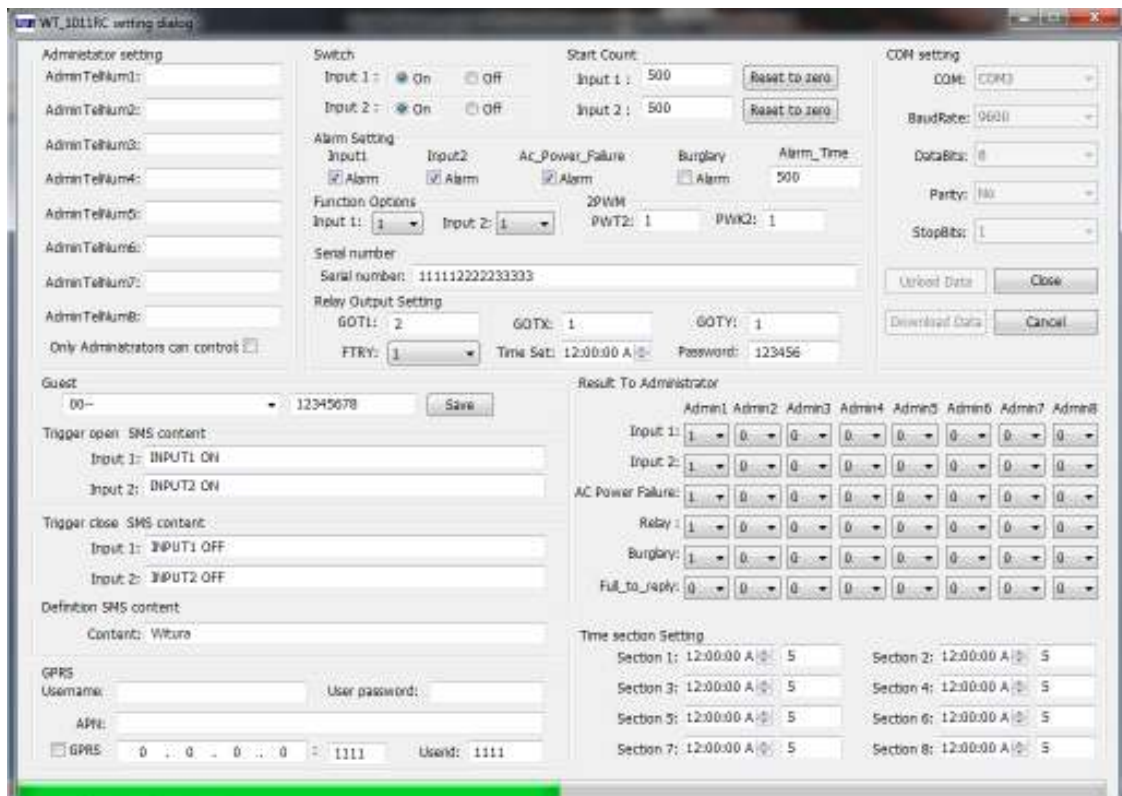 WT_1011RC setting dialog
Administator setting
AdminTelNum1:
AdminTelNum2:
AdminTelNum3:
AdminTelNum4:
AdminTelNum5:
AdminTelNum6:
AdminTelNum7:
AdminTelNum8:
Only Administrators can control:
Switch
Input 1 : On Off
Input 2 : On Off
Start Count
Input 1 : 500 Reset to zero
Input 2 : 500 Reset to zero
Alarm Setting
Input1 Input2 Ac_Power_Failure Burglary Alarm_Time
Alarm Alarm Alarm Alarm 500
Function Options
Input 1: 1 Input 2: 1
2PWM
PWT2: 1 PWK2: 1
Serial number
Serial number: 111112222233333
Relay Output Setting
GOT1: 2 GOTX: 1 GOTY: 1
FTRY: 1 Time Set: 12:00:00 A Password: 123456
COM setting
COM: COM3
BaudRate: 9600
DataBits: 8
Party: No
StopBits: 1
Upload Data Close
Download Data Cancel
Guest
00-- 12345678 Save
Trigger open SMS content
Input 1: INPUT1 ON
Input 2: INPUT2 ON
Trigger close SMS content
Input 1: INPUT1 OFF
Input 2: INPUT2 OFF
Definition SMS content
Content: Witura
GPRS
Username: User password:
APN:
GPRS 0 . 0 . 0 . 0 : 1111 Userid: 1111
Result To Administrator
Admin1 Admin2 Admin3 Admin4 Admin5 Admin6 Admin7 Admin8
Input 1: 1 0 0 0 0 0 0 0
Input 2: 1 0 0 0 0 0 0 0
AC Power Failure: 1 0 0 0 0 0 0 0
Relay : 1 0 0 0 0 0 0 0
Burglary: 1 0 0 0 0 0 0 0
Full_to_reply: 0 0 0 0 0 0 0 0
Time section Setting
Section 1: 12:00:00 A 5 Section 2: 12:00:00 A 5
Section 3: 12:00:00 A 5 Section 4: 12:00:00 A 5
Section 5: 12:00:00 A 5 Section 6: 12:00:00 A 5
Section 7: 12:00:00 A 5 Section 8: 12:00:00 A 5